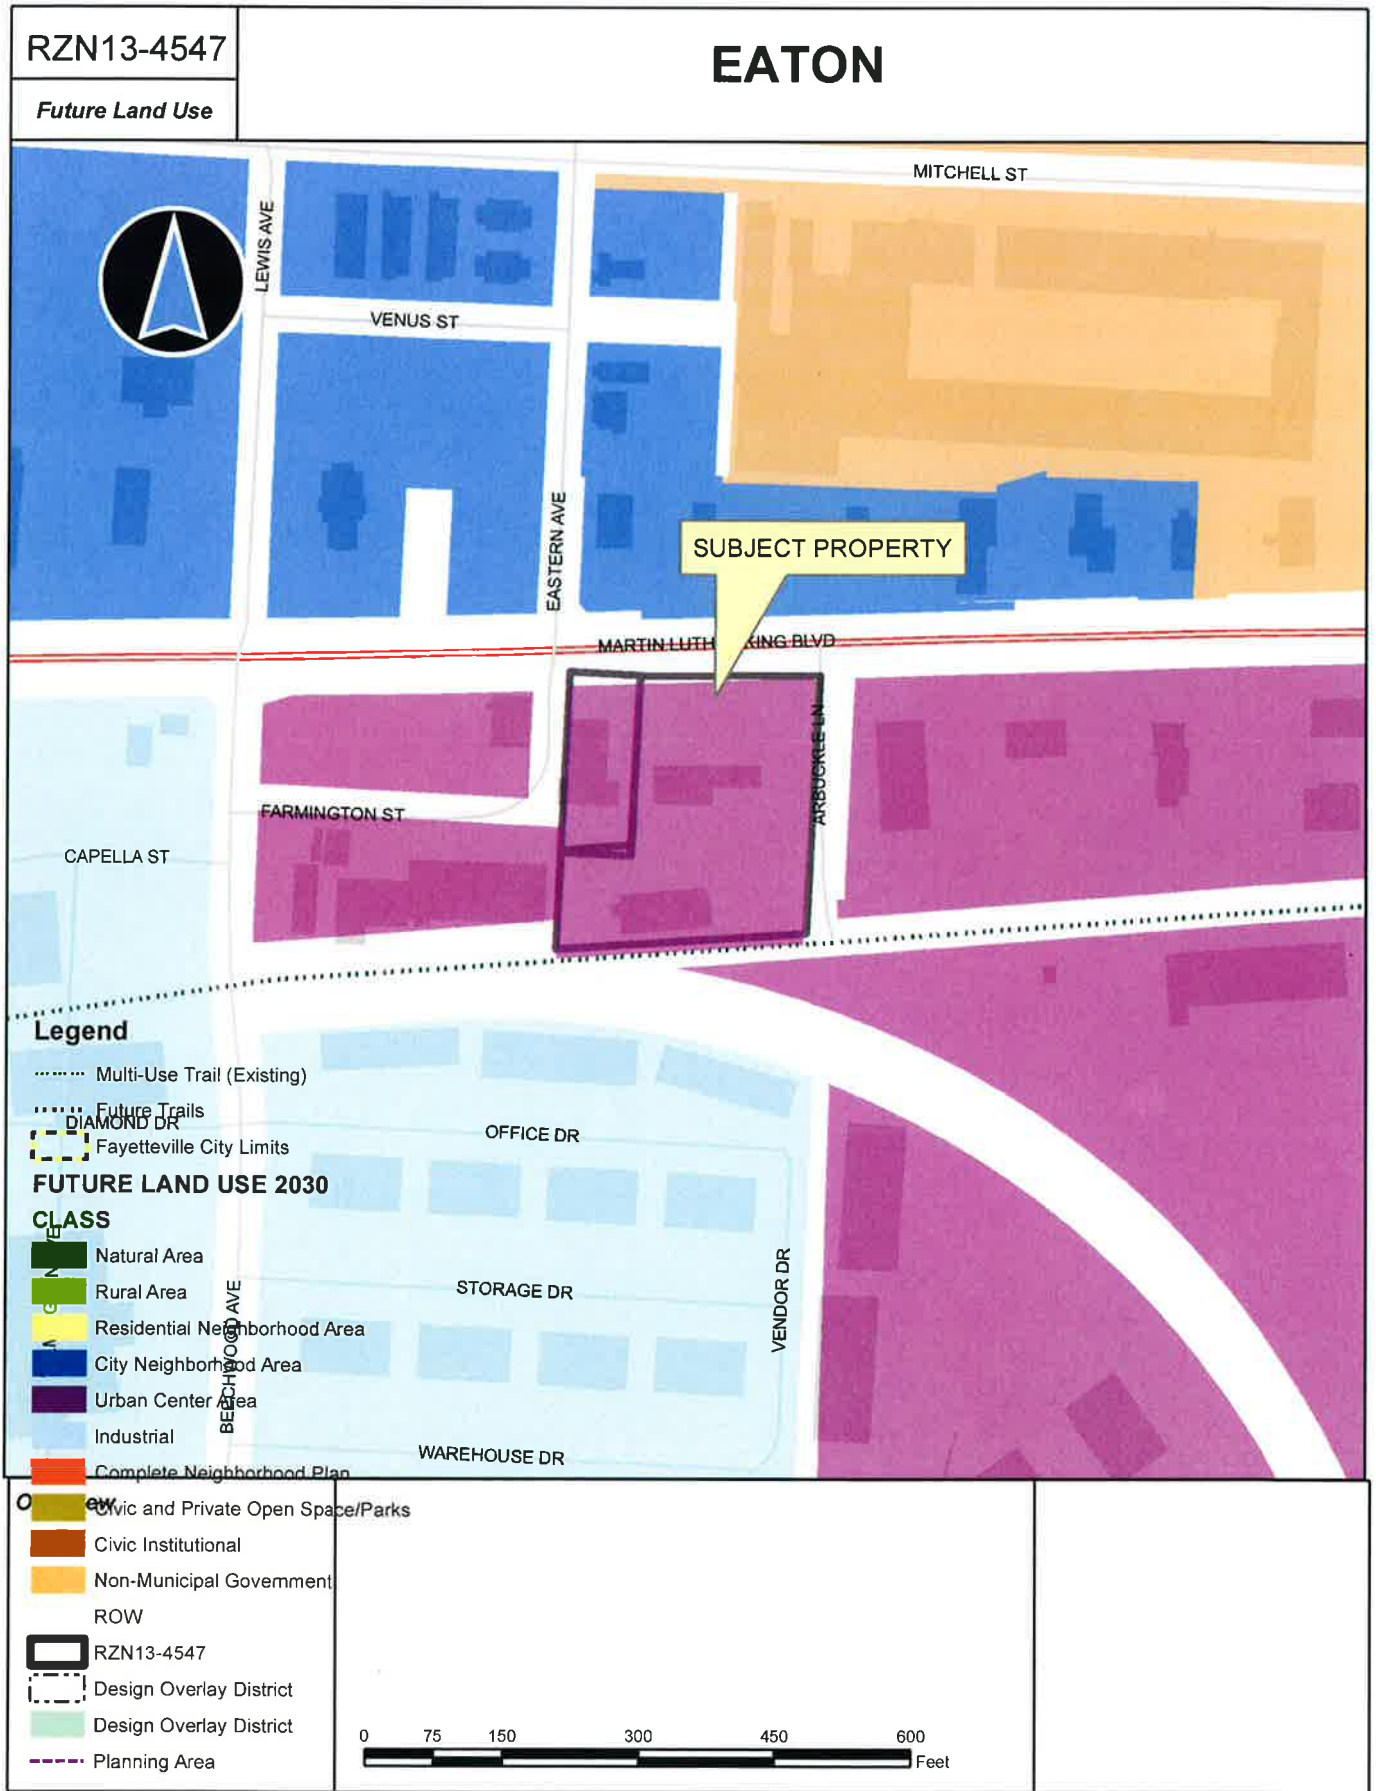 RZN13-4547
EATON
Future Land Use
MITCHELL ST
LEWIS AVE
VENUS ST
EASTERN AVE
SUBJECT PROPERTY
MARTIN LUTH KING BLVD
ARBUCKLE LN
FARMINGTON ST
CAPELLA ST
Legend
Multi-Use Trail (Existing)
Future Trails
DIAMOND DR
Fayetteville City Limits
OFFICE DR
FUTURE LAND USE 2030
CLASS
Natural Area
Rural Area
Residential Neighborhood Area
City Neighborhood Area
Urban Center Area
Industrial
Complete Neighborhood Plan
STORAGE DR
VENDOR DR
BEECHWOOD AVE
WAREHOUSE DR
Civic and Private Open Space/Parks
Civic Institutional
Non-Municipal Government
ROW
RZN13-4547
Design Overlay District
Design Overlay District
Planning Area
0 75 150 300 450 600
Feet